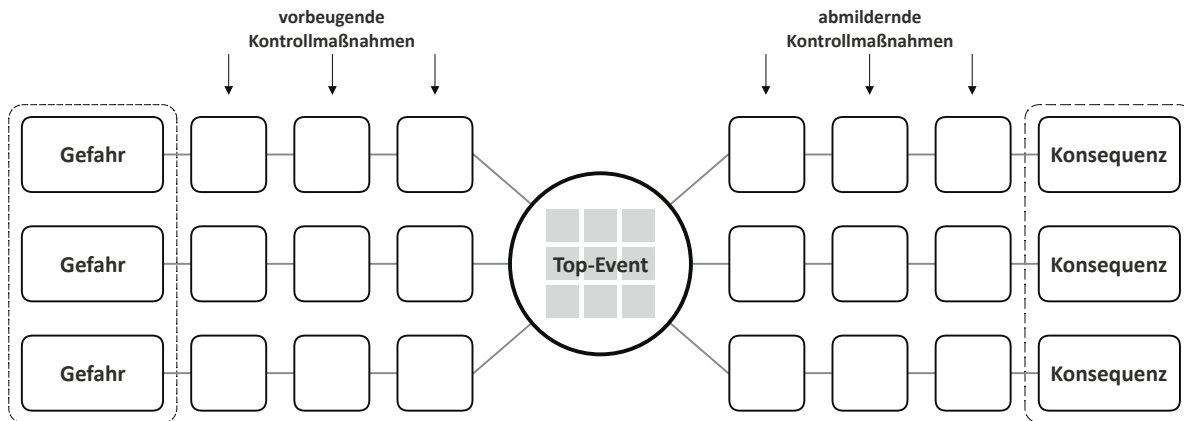 vorbeugende
Kontrollmaßnahmen
abmildernde
Kontrollmaßnahmen
Gefahr
Konsequenz
Gefahr
Top-Event
Konsequenz
Gefahr
Konsequenz